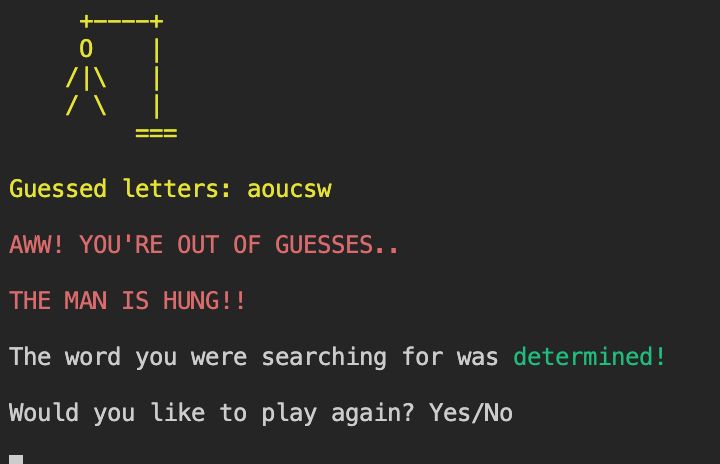 +----+
O    |
/|\   |
/ \   |
===
Guessed letters: aoucsw
AWW! YOU'RE OUT OF GUESSES..
THE MAN IS HUNG!!
The word you were searching for was determined!
Would you like to play again? Yes/No